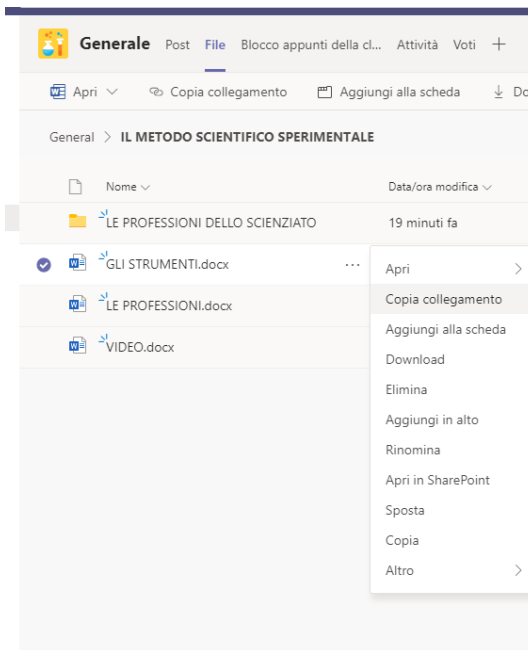 Generale Post File Blocco appunti della cl... Attività Voti
Apri Copia collegamento Aggiungi alla scheda Do
General > IL METODO SCIENTIFICO SPERIMENTALE
Nome Data/ora modifica
LE PROFESSIONI DELLO SCIENZIATO 19 minuti fa
GLI STRUMENTI.docx ...
LE PROFESSIONI.docx
VIDEO.docx
Apri
Copia collegamento
Aggiungi alla scheda
Download
Elimina
Aggiungi in alto
Rinomina
Apri in SharePoint
Sposta
Copia
Altro